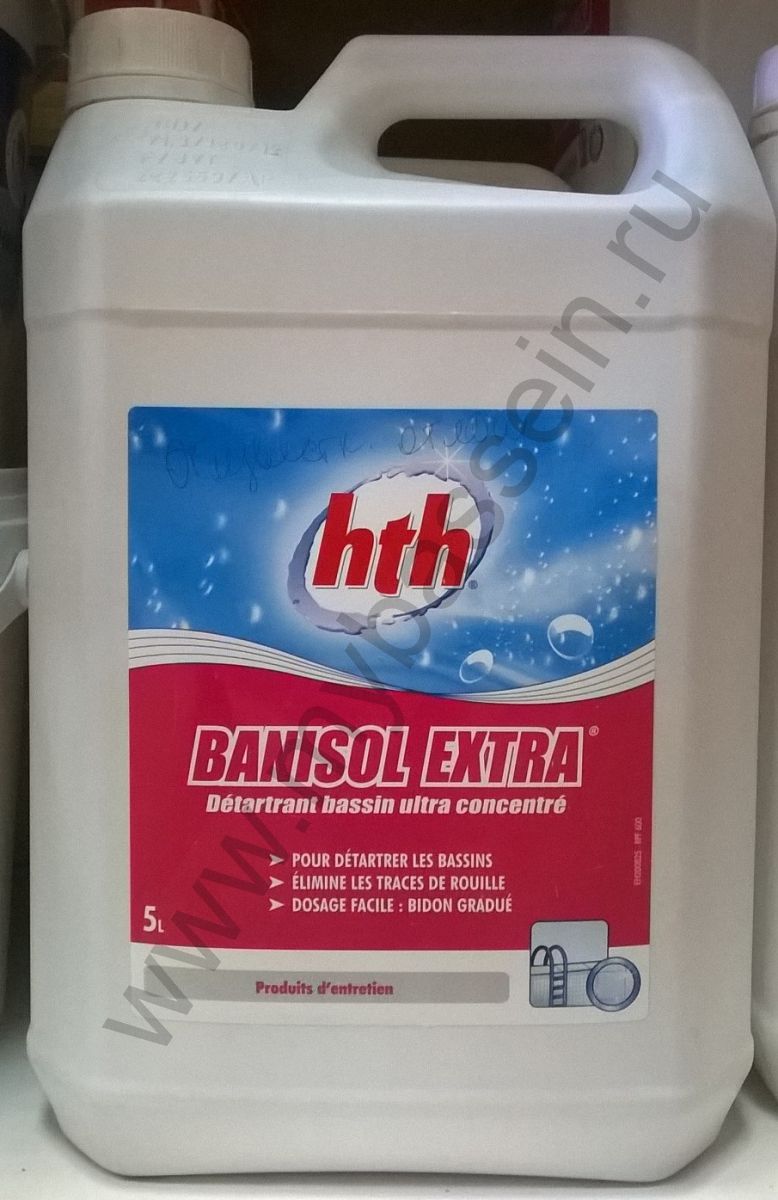 hth®
BANISOL EXTRA®
Détartrant bassin ultra concentré
➤ POUR DÉTARTRER LES BASSINS
➤ ÉLIMINE LES TRACES DE ROUILLE
➤ DOSAGE FACILE : BIDON GRADUÉ
5L
Produits d'entretien
www.mybassein.ru